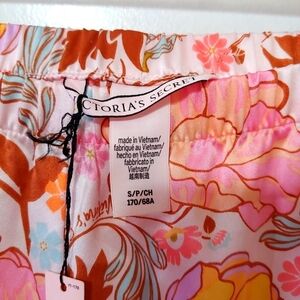 CTORIA'S SECRET
made in
Vietnam/
fabriqué au
Vietnam/
hecho en
Vietnam/
fabbricato in
Vietnam/
越南制造
S/P/CH
170/68A